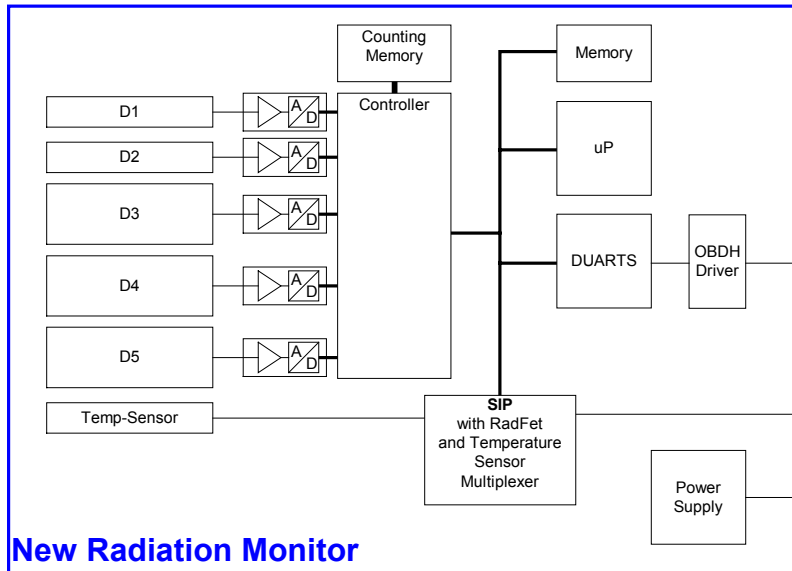 Counting
Memory
Memory
Controller
D1
A
D
D2
A
D
uP
D3
A
D
DUARTS
OBDH
Driver
D4
A
D
D5
A
D
Temp-Sensor
SIP
with RadFet
and Temperature
Sensor
Multiplexer
Power
Supply
New Radiation Monitor